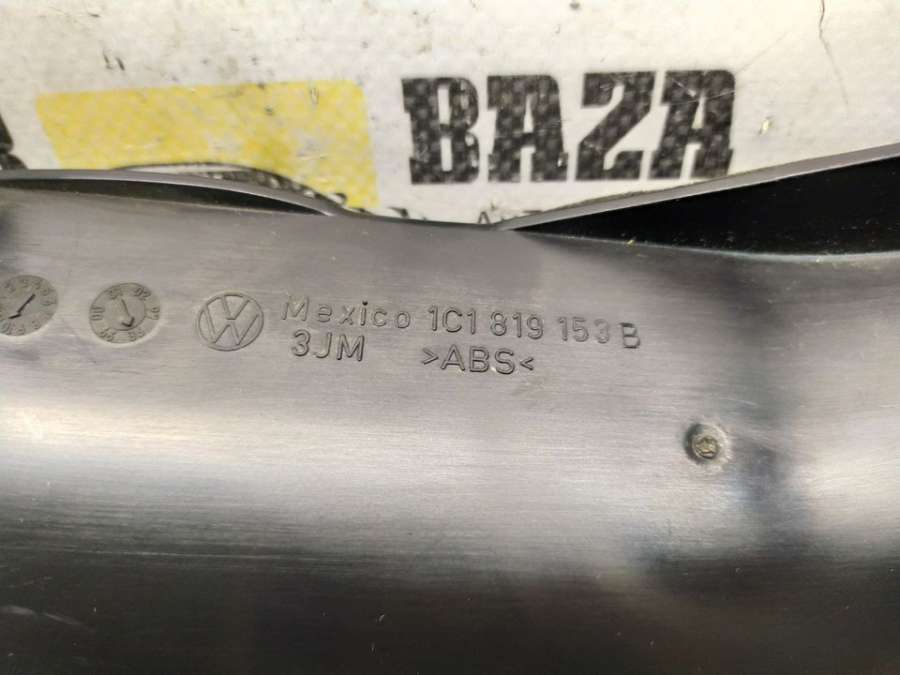 BAZA
Mexico 1C1 819 153 B
3JM >ABS<